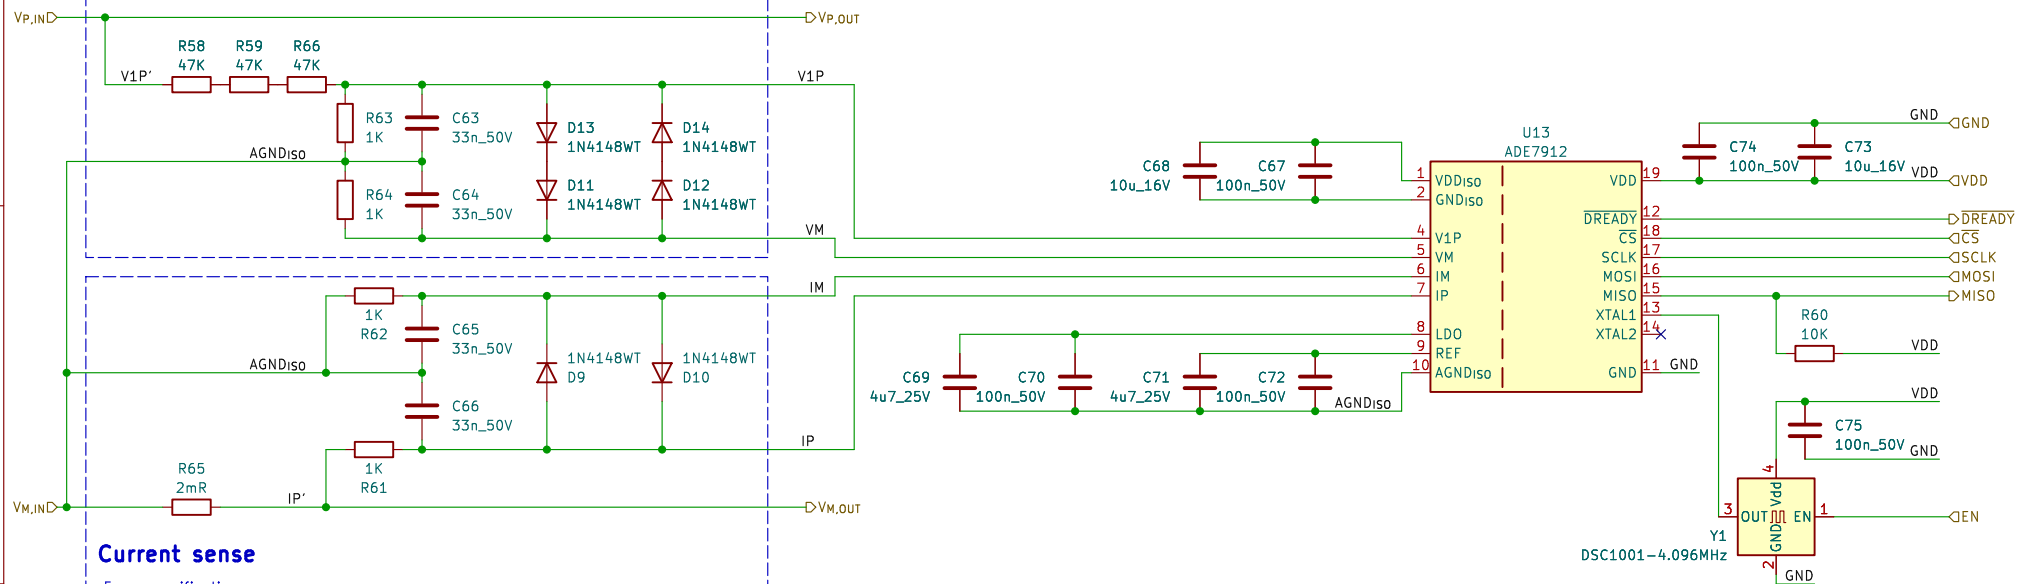 VP,IN
VP,OUT
R58
47K
R59
47K
R66
47K
V1P'
V1P
R63
1K
C63
33n_50V
D13
1N4148WT
D14
1N4148WT
AGNDISO
R64
1K
C64
33n_50V
D11
1N4148WT
D12
1N4148WT
VM
IM
1K
R62
C65
33n_50V
1N4148WT
D9
1N4148WT
D10
AGNDISO
C66
33n_50V
1K
R61
IP
R65
2mR
IP'
VM,IN
VM,OUT
Current sense
C68
10u_16V
C67
100n_50V
C69
4u7_25V
C70
100n_50V
C71
4u7_25V
C72
100n_50V
AGNDISO
U13
ADE7912
1 VDDISO
2 GNDISO
4 V1P
5 VM
6 IM
7 IP
8 LDO
9 REF
10 AGNDISO
VDD 19
DREADY 12
CS 18
SCLK 17
MOSI 16
MISO 15
XTAL1 13
XTAL2 14
GND 11
GND
GND
GND
C74
100n_50V
C73
10u_16V
VDD
VDD
DREADY
CS
SCLK
MOSI
MISO
R60
10K
VDD
VDD
C75
100n_50V
GND
4
Vdd
3
OUT
EN
1
EN
GND
2
Y1
DSC1001-4.096MHz
GND